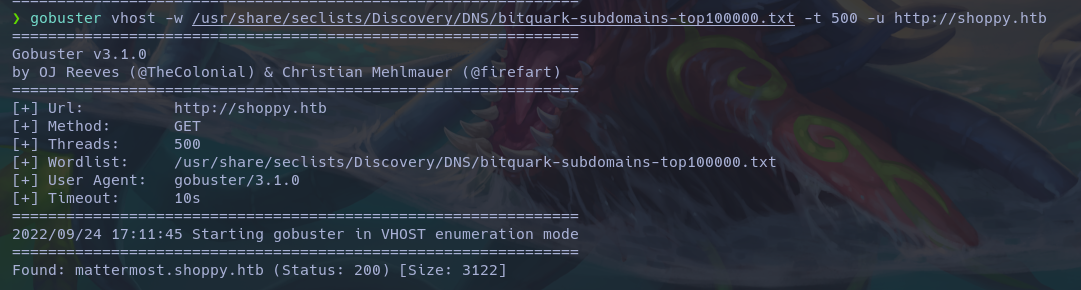 ===============================================================
❯ gobuster vhost -w /usr/share/seclists/Discovery/DNS/bitquark-subdomains-top100000.txt -t 500 -u http://shoppy.htb
===============================================================
Gobuster v3.1.0
by OJ Reeves (@TheColonial) & Christian Mehlmauer (@firefart)
===============================================================
[+] Url:          http://shoppy.htb
[+] Method:       GET
[+] Threads:      500
[+] Wordlist:     /usr/share/seclists/Discovery/DNS/bitquark-subdomains-top100000.txt
[+] User Agent:   gobuster/3.1.0
[+] Timeout:      10s
===============================================================
2022/09/24 17:11:45 Starting gobuster in VHOST enumeration mode
===============================================================
Found: mattermost.shoppy.htb (Status: 200) [Size: 3122]